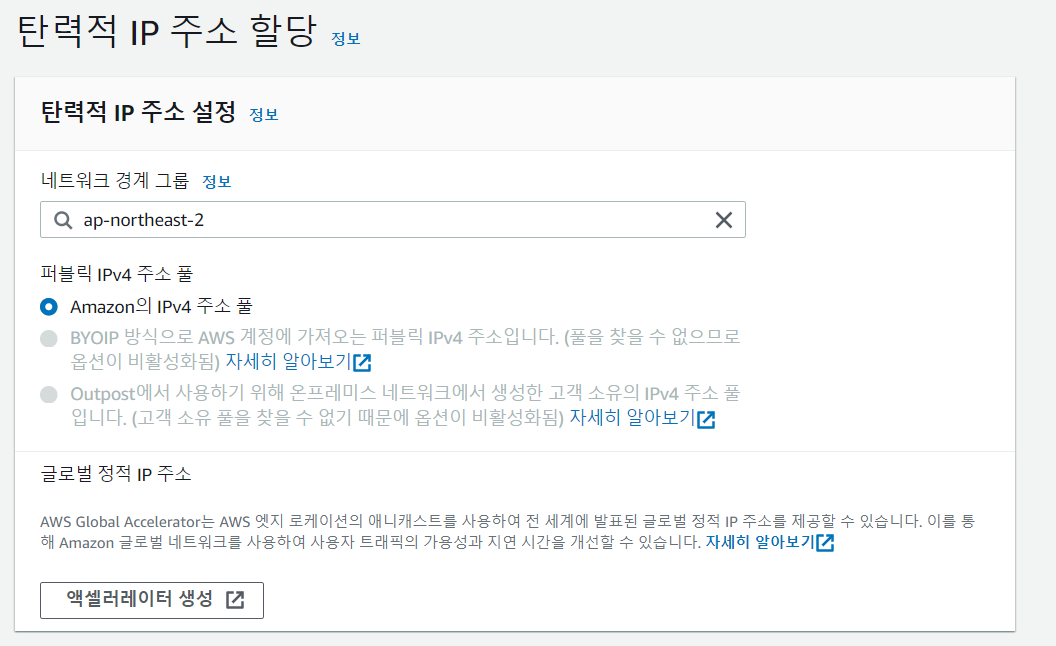 탄력적 IP 주소 할당 정보
탄력적 IP 주소 설정 정보
네트워크 경계 그룹 정보
ap-northeast-2
퍼블릭 IPv4 주소 풀
Amazon의 IPv4 주소 풀
BYOIP 방식으로 AWS 계정에 가져오는 퍼블릭 IPv4 주소입니다. (풀을 찾을 수 없으므로
옵션이 비활성화됨) 자세히 알아보기
Outpost에서 사용하기 위해 온프레미스 네트워크에서 생성한 고객 소유의 IPv4 주소 풀
입니다. (고객 소유 풀을 찾을 수 없기 때문에 옵션이 비활성화됨) 자세히 알아보기
글로벌 정적 IP 주소
AWS Global Accelerator는 AWS 엣지 로케이션의 애니캐스트를 사용하여 전 세계에 발표된 글로벌 정적 IP 주소를 제공할 수 있습니다. 이를 통
해 Amazon 글로벌 네트워크를 사용하여 사용자 트래픽의 가용성과 지연 시간을 개선할 수 있습니다. 자세히 알아보기
액셀러레이터 생성